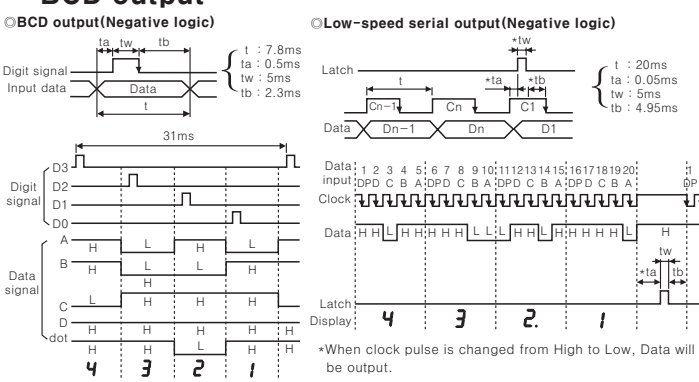 BCD output
◎BCD output(Negative logic)
ta tw tb
Digit signal
Input data
Data
t
t : 7.8ms
ta : 0.5ms
tw : 5ms
tb : 2.3ms
31ms
Digit signal
D3
D2
D1
D0
Data signal
A H L H L
B H L L H
H
C L H H H
D H H H H H
dot H H L H H
4 3 2 1
◎Low-speed serial output(Negative logic)
*tw
Latch
t *ta *tb
Cn-1 Cn C1
Data Dn-1 Dn D1
t : 20ms
ta : 0.05ms
tw : 5ms
tb : 4.95ms
Data input
1 2 3 4 5 6 7 8 9 10 11 12 13 14 15 16 17 18 19 20 1
DP D C B A DP D C B A DP D C B A DP D C B A DP
Clock
Data H H L H H H H H L L L H H L H H H H H L H
tw
*ta tb
Latch
Display 4 3 2. 1
*When clock pulse is changed from High to Low, Data will
be output.